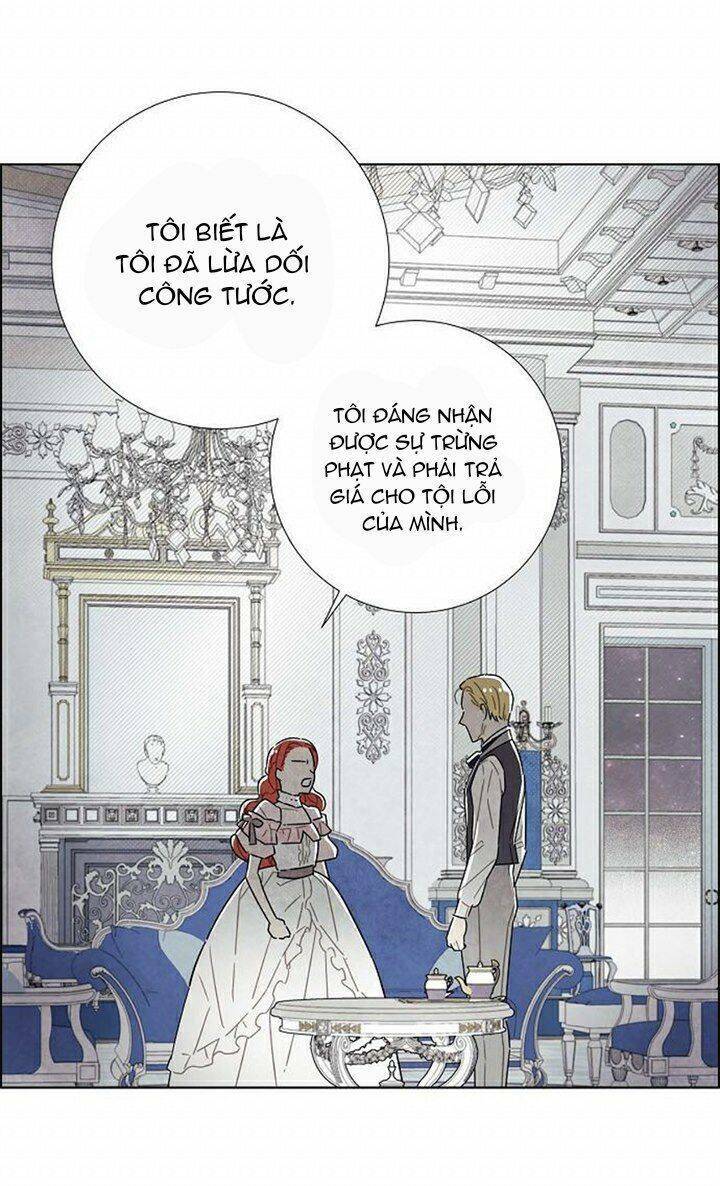 TÔI BIẾT LÀ
TÔI ĐÃ LỪA DỐI
CÔNG TƯỚC.
TÔI ĐÁNG NHẬN
ĐƯỢC SỰ TRỪNG
PHẠT VÀ PHẢI TRẢ
GIÁ CHO TỘI LỖI
CỦA MÌNH.